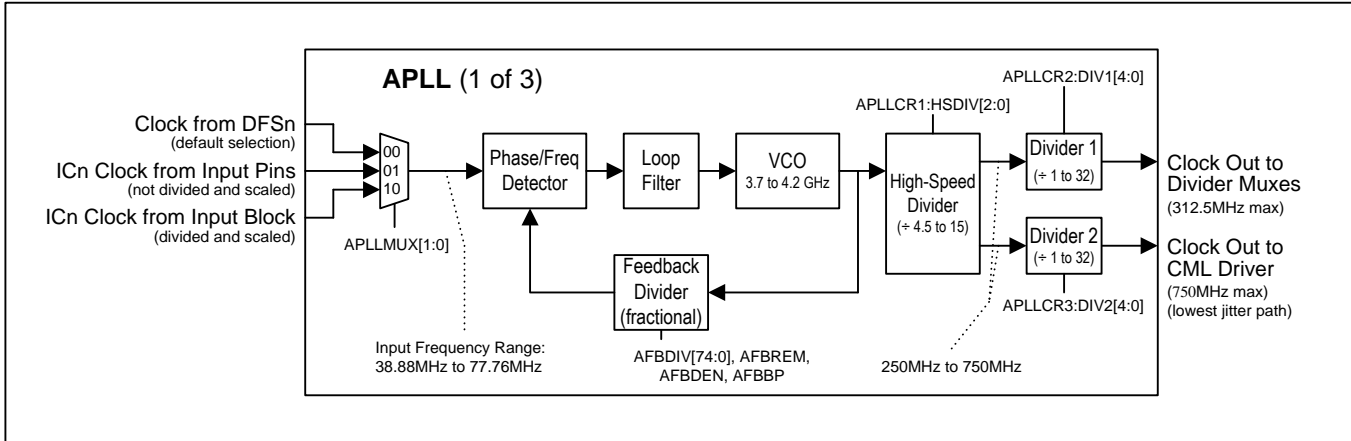 APLL (1 of 3)
Clock from DFSn
(default selection)
ICn Clock from Input Pins
(not divided and scaled)
ICn Clock from Input Block
(divided and scaled)
00
01
10
APLLMUX[1:0]
Phase/Freq
Detector
Loop
Filter
VCO
3.7 to 4.2 GHz
Feedback
Divider
(fractional)
AFBDIV[74:0], AFBREM,
AFBDEN, AFBBP
Input Frequency Range:
38.88MHz to 77.76MHz
APLLCR1:HSDIV[2:0]
High-Speed
Divider
(÷ 4.5 to 15)
250MHz to 750MHz
APLLCR2:DIV1[4:0]
Divider 1
(÷ 1 to 32)
Divider 2
(÷ 1 to 32)
APLLCR3:DIV2[4:0]
Clock Out to
Divider Muxes
(312.5MHz max)
Clock Out to
CML Driver
(750MHz max)
(lowest jitter path)